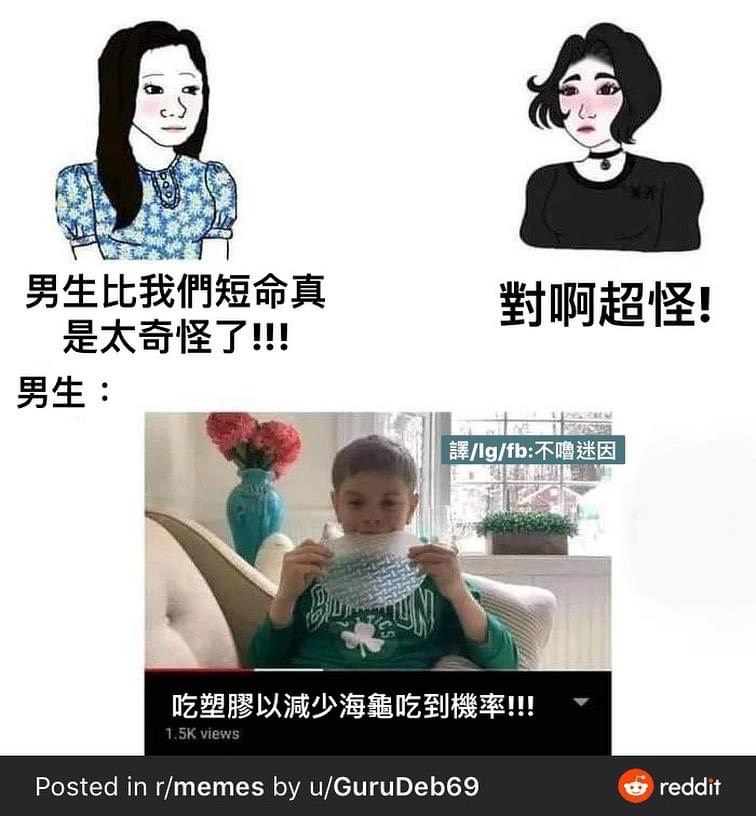 男生比我們短命真
是太奇怪了!!!
對啊超怪!
男生：
譯/Ig/fb:不嚕迷因
吃塑膠以減少海龜吃到機率!!!
1.5K views
Posted in r/memes by u/GuruDeb69
reddit